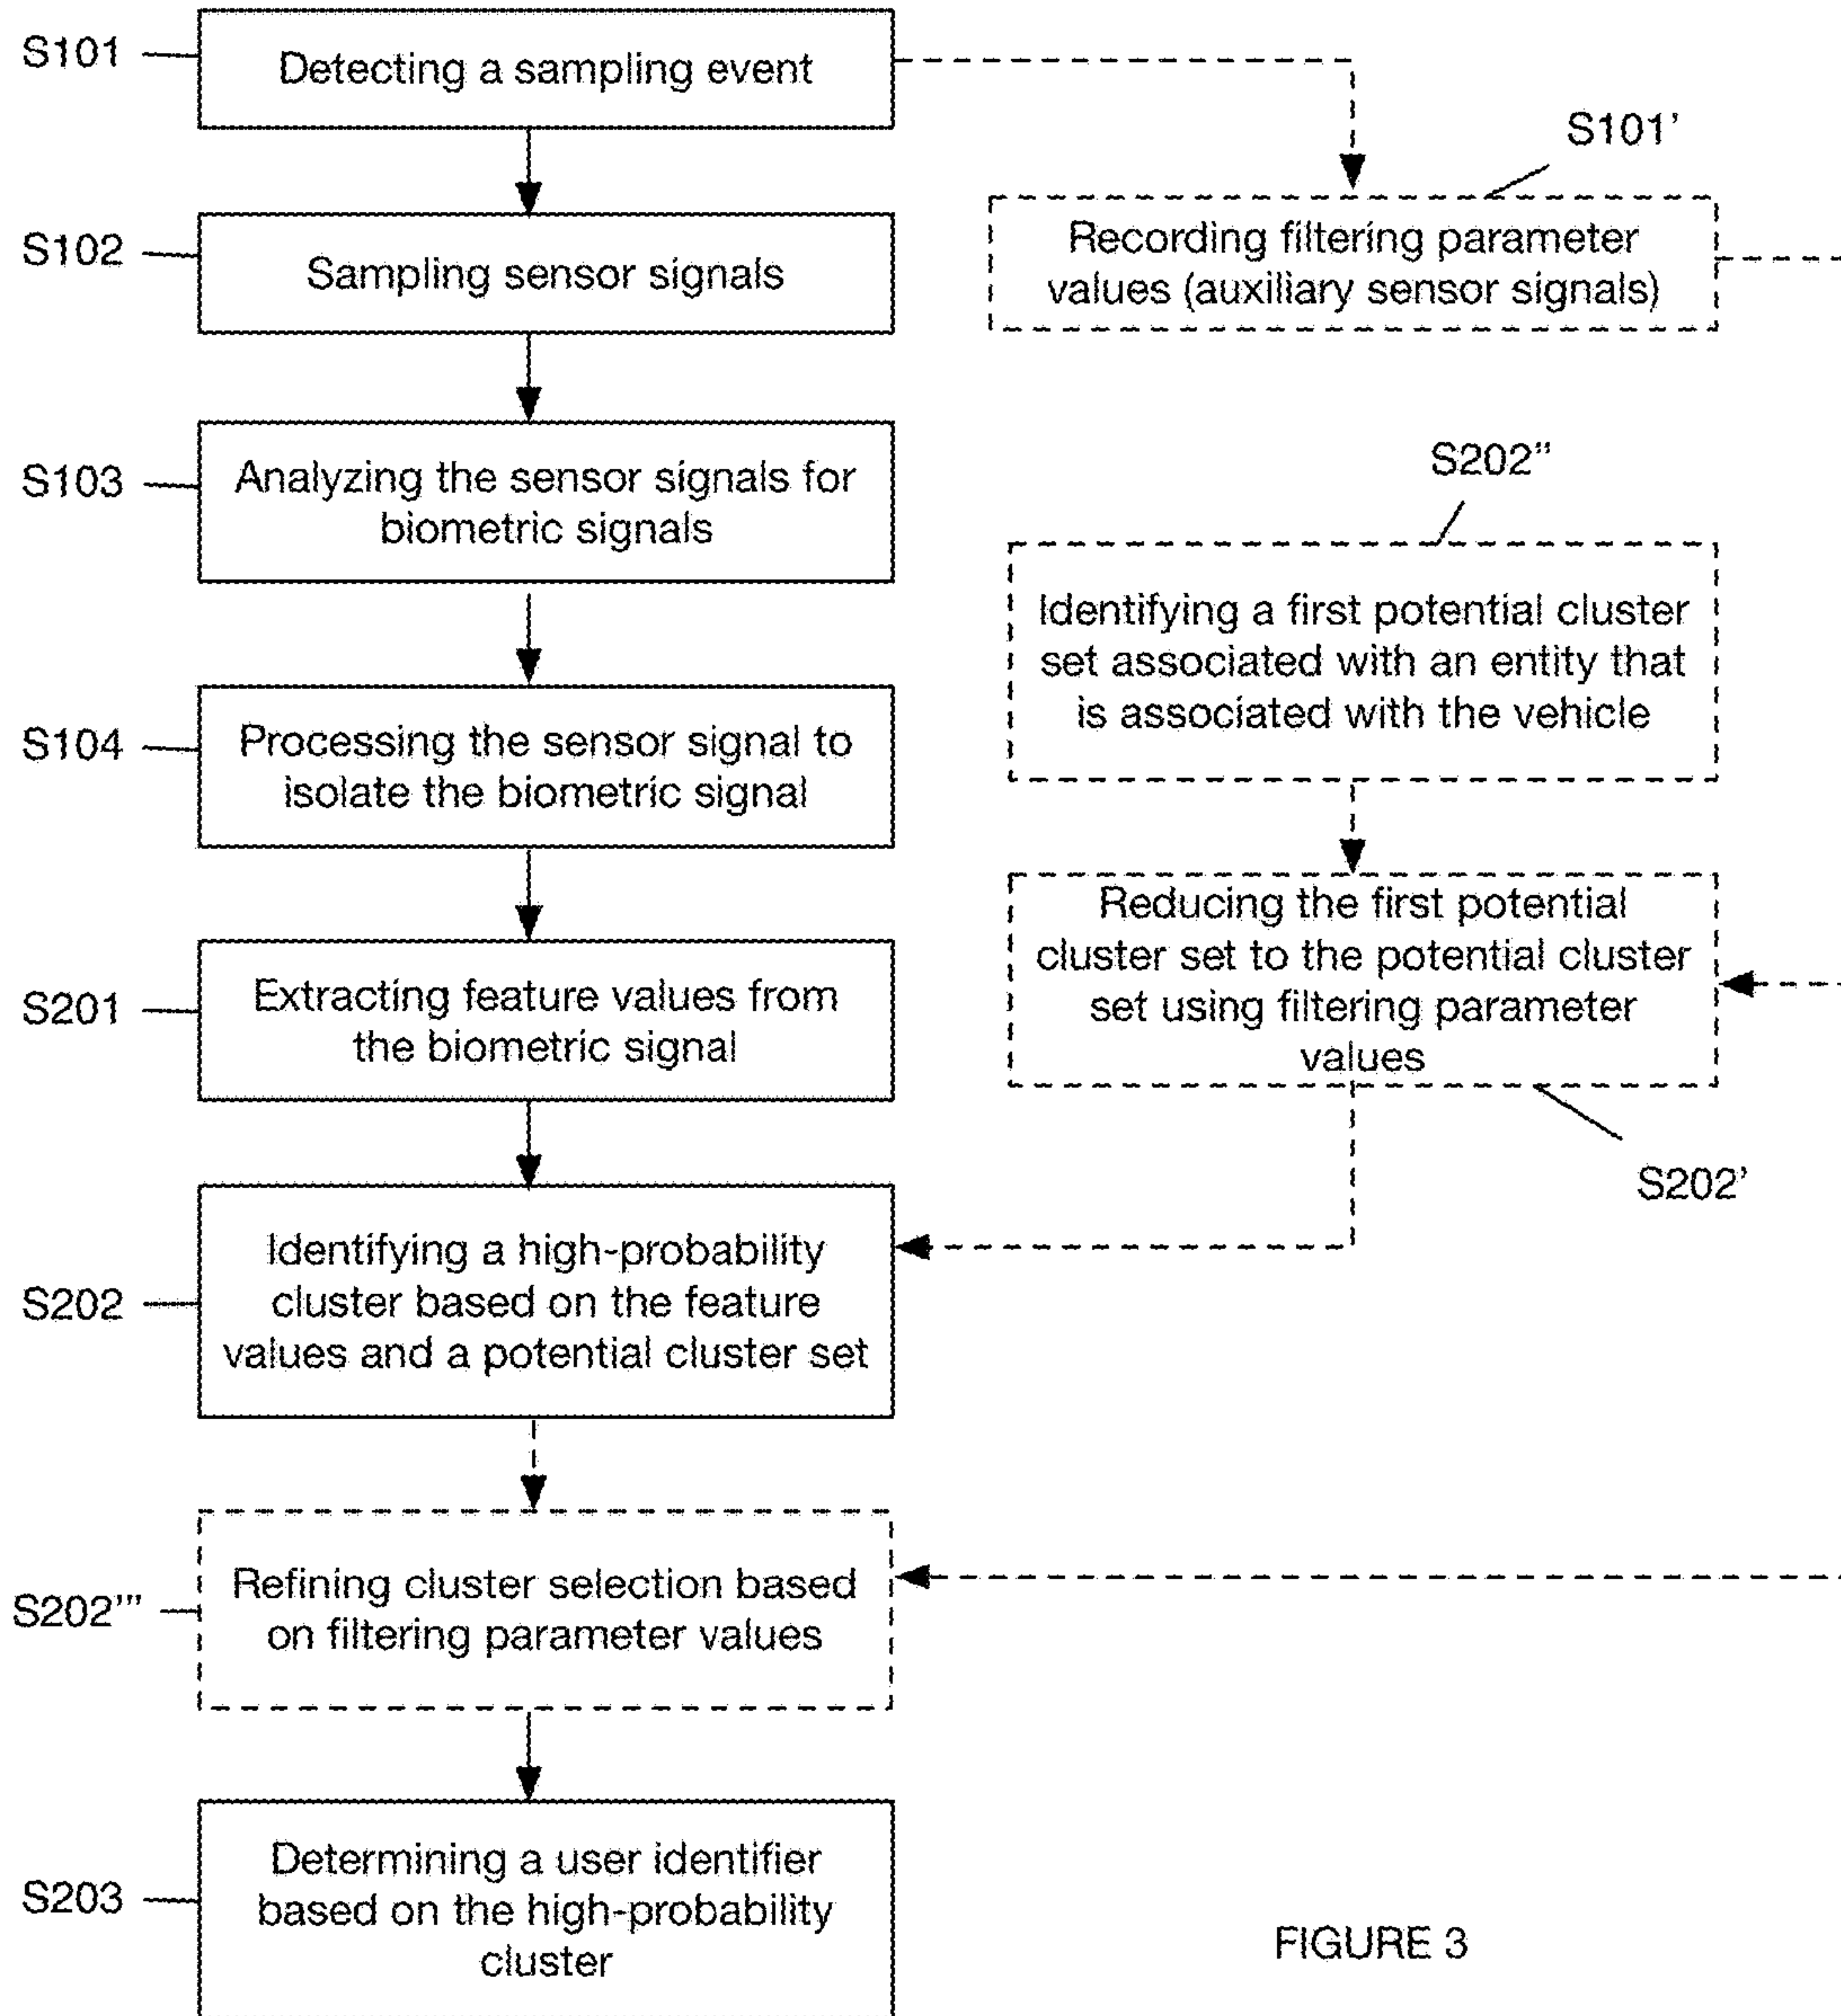 S101
Detecting a sampling event
S101'
Recording filtering parameter
values (auxiliary sensor signals)
S102
Sampling sensor signals
S103
Analyzing the sensor signals for
biometric signals
S202"
Identifying a first potential cluster
set associated with an entity that
is associated with the vehicle
S104
Processing the sensor signal to
isolate the biometric signal
Reducing the first potential
cluster set to the potential cluster
set using filtering parameter
values
S202'
S201
Extracting feature values from
the biometric signal
S202
Identifying a high-probability
cluster based on the feature
values and a potential cluster set
S202'"
Refining cluster selection based
on filtering parameter values
S203
Determining a user identifier
based on the high-probability
cluster
FIGURE 3